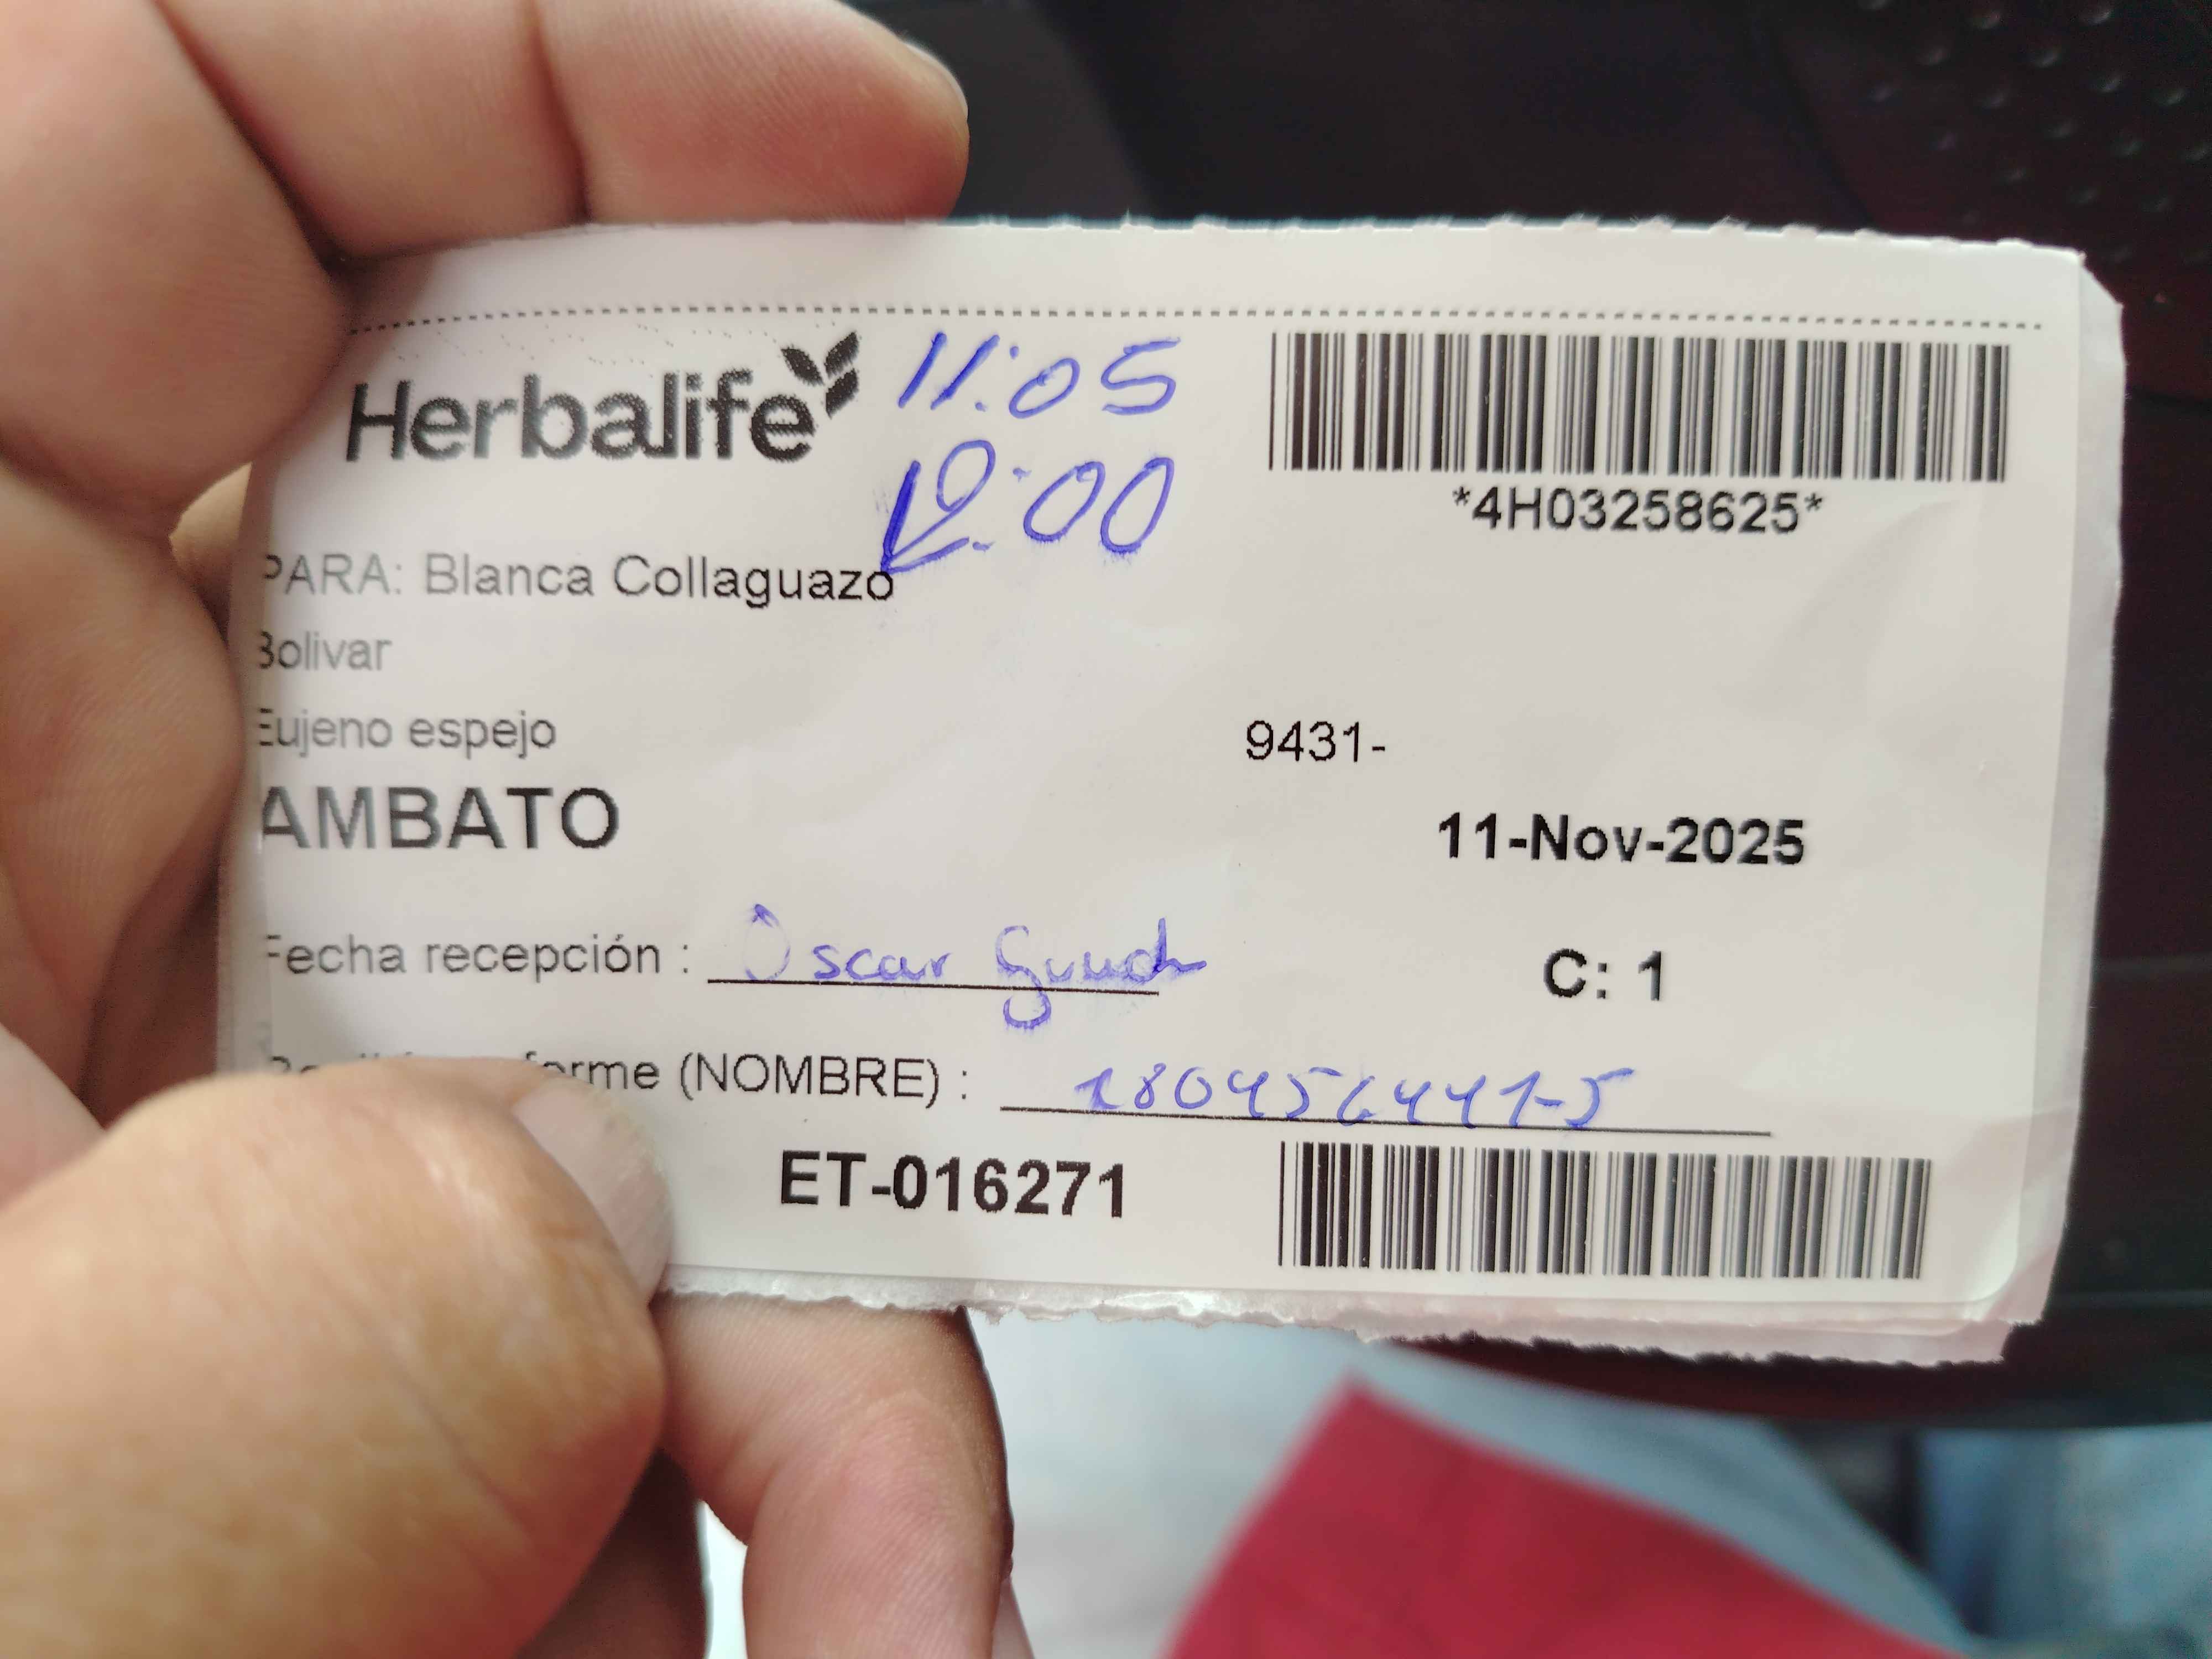 Herbalife
11:05
12:00
*4H03258625*
PARA: Blanca Collaguazo
Bolivar
Eujeno espejo
9431-
AMBATO
11-Nov-2025
Fecha recepción : Oscar
C: 1
(NOMBRE) :
ET-016271